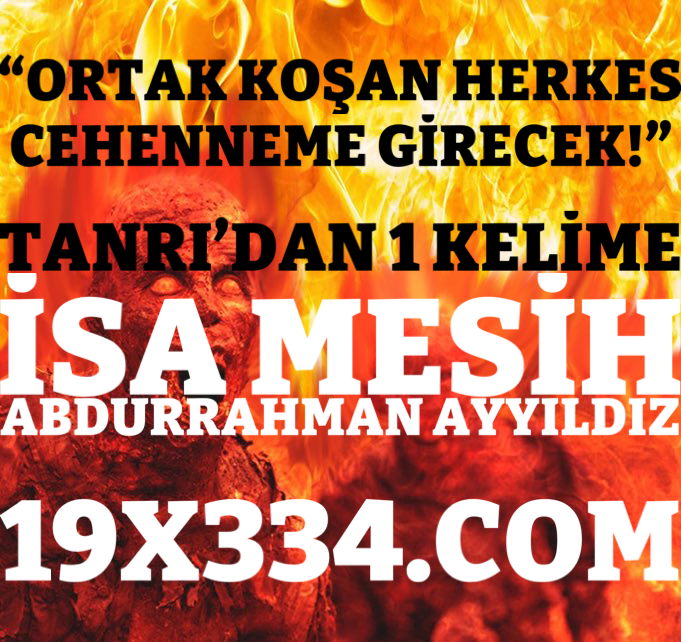 “ORTAK KOŞAN HERKES
CEHENNEME GİRECEK!”
TANRI’DAN 1 KELİME
İSA MESİH
ABDURRAHMAN AYYILDIZ
19X334.COM